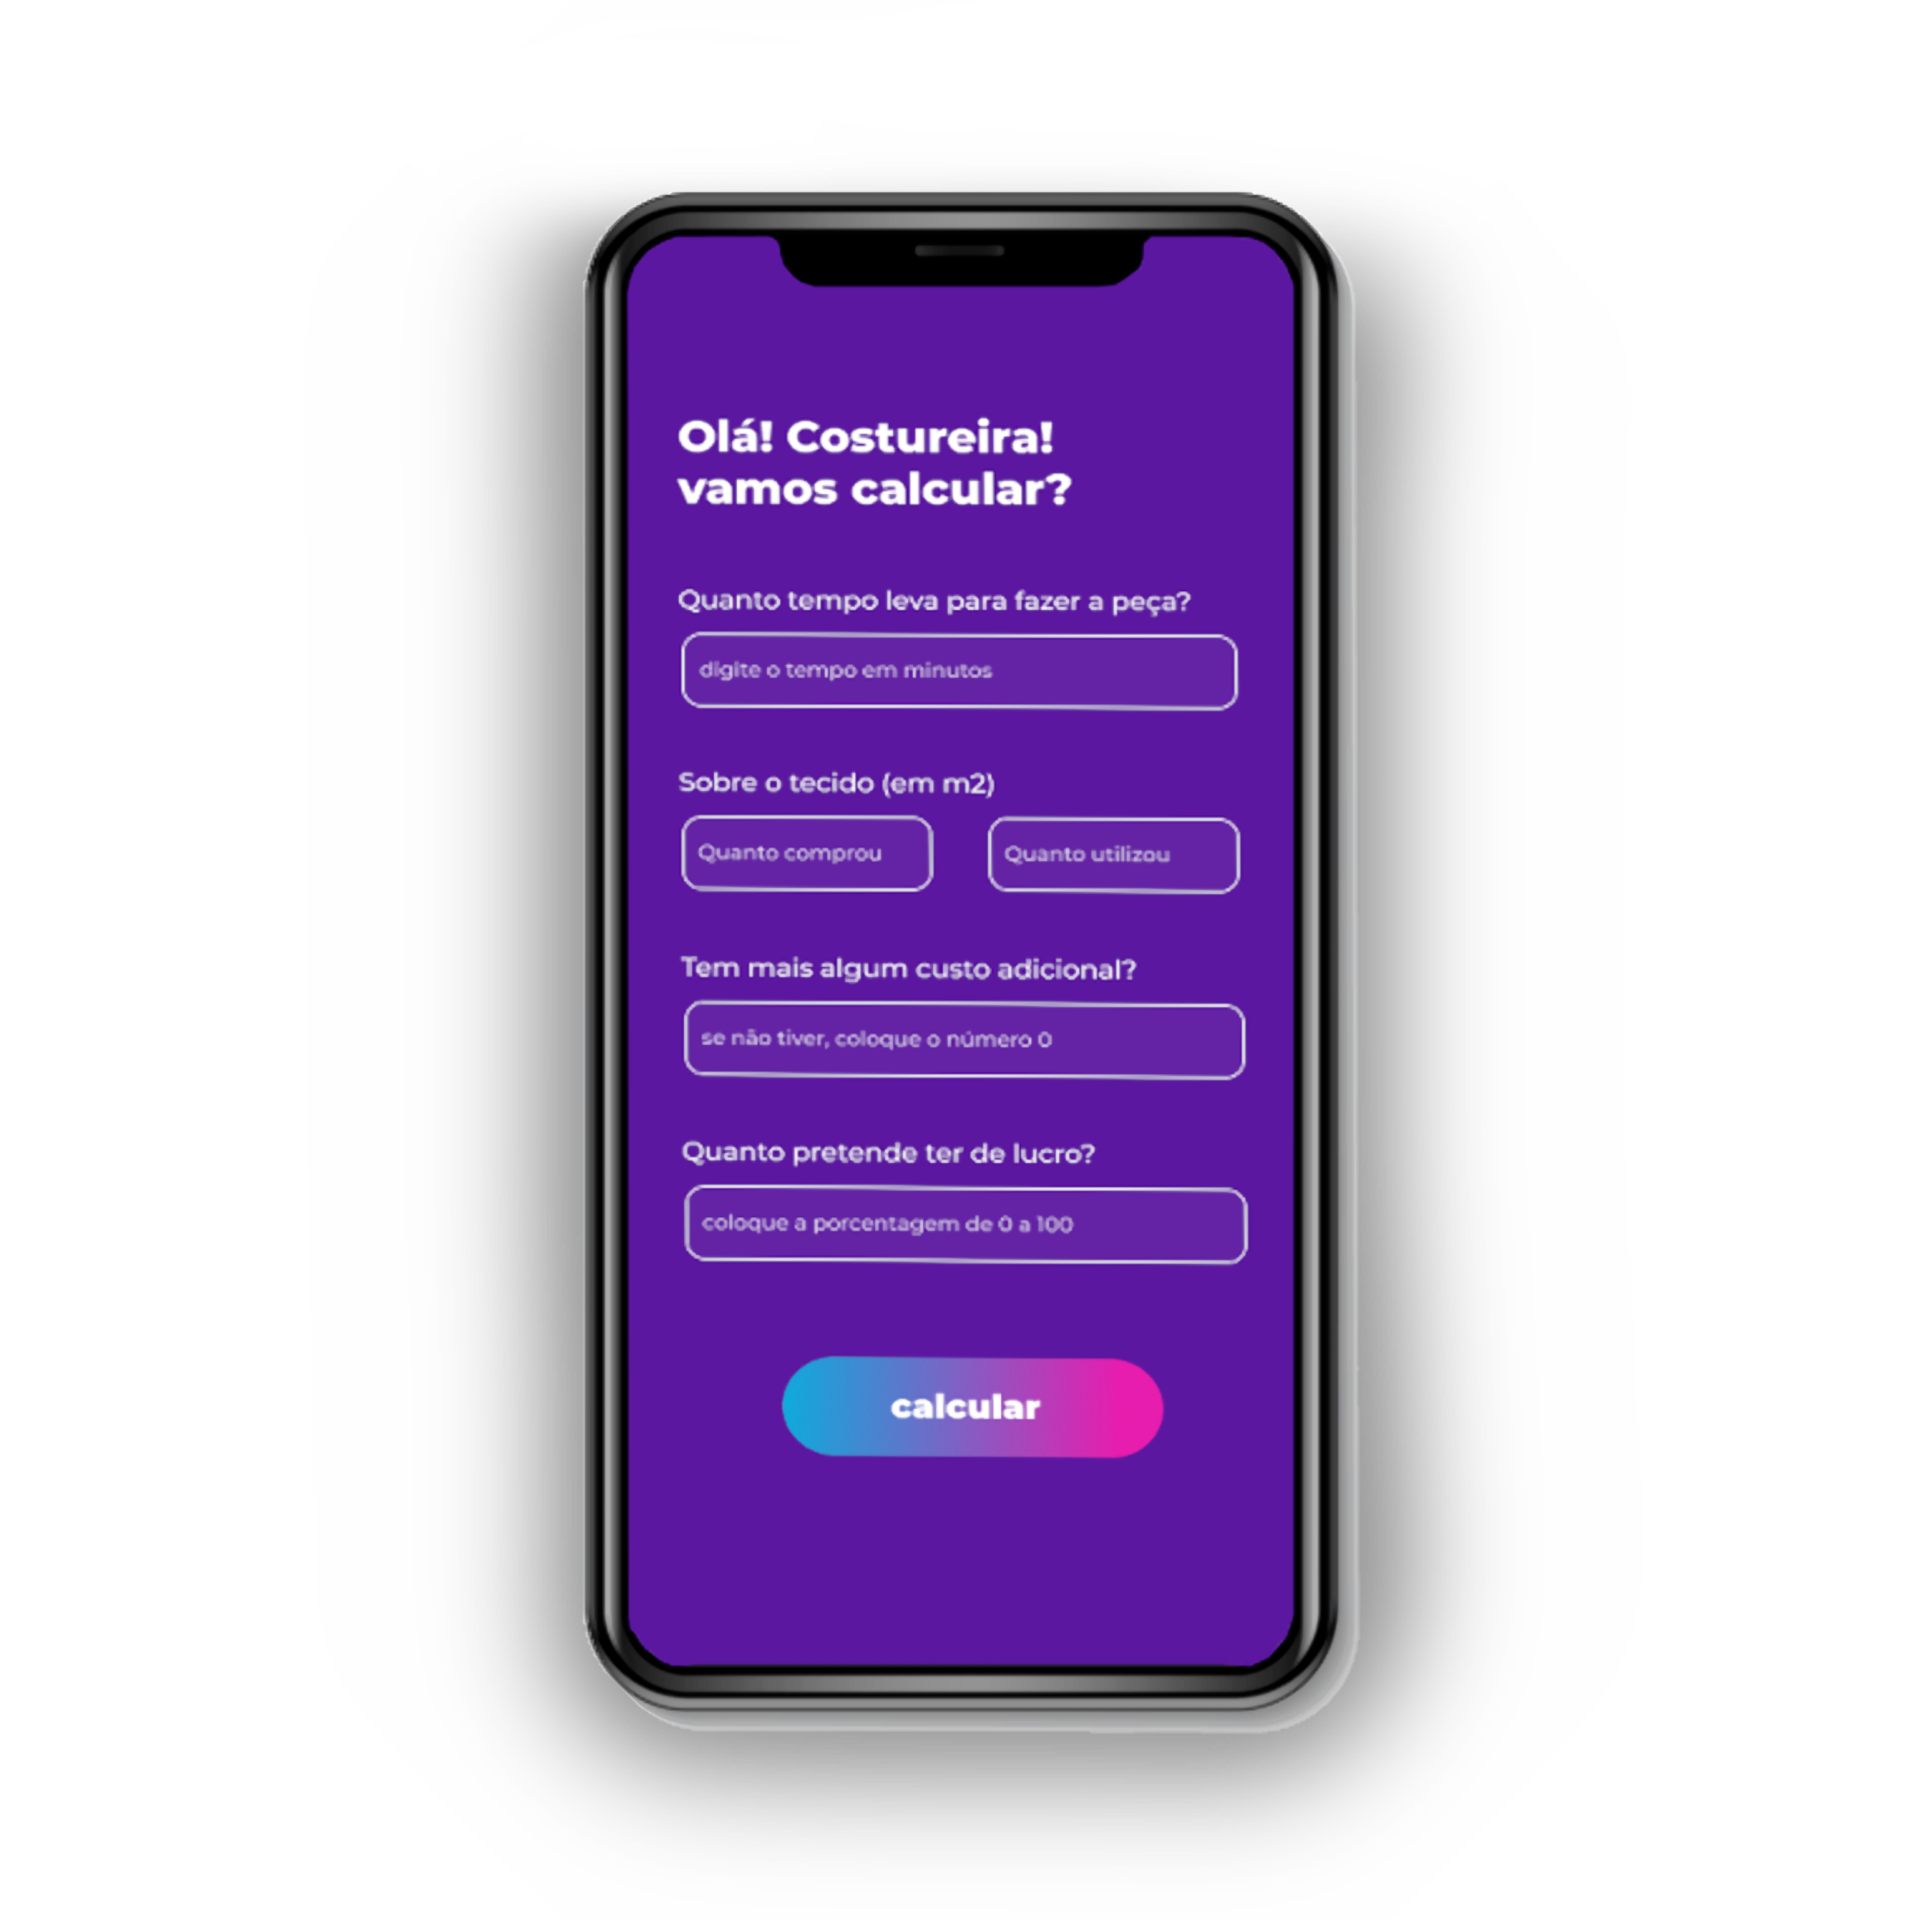 Olá! Costureira!
vamos calcular?
Quanto tempo leva para fazer a peça?
digite o tempo em minutos
Sobre o tecido (em m2)
Quanto comprou
Quanto utilizou
Tem mais algum custo adicional?
se não tiver, coloque o número 0
Quanto pretende ter de lucro?
coloque a porcentagem de 0 a 100
calcular